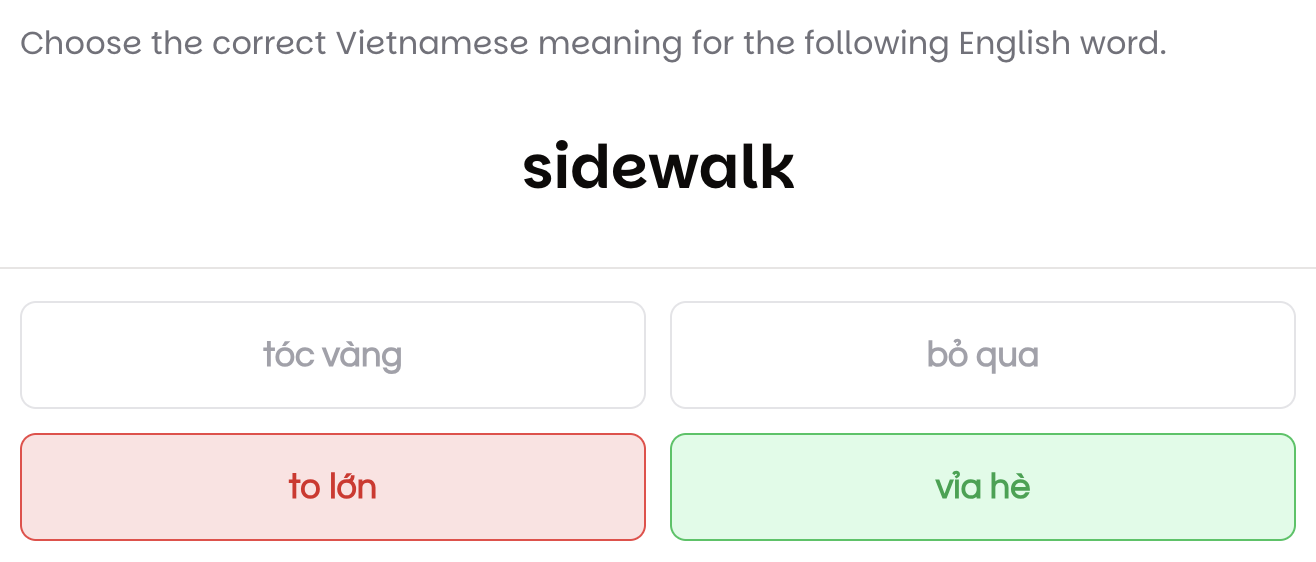 Choose the correct Vietnamese meaning for the following English word.
sidewalk
tóc vàng
bỏ qua
to lớn
vỉa hè